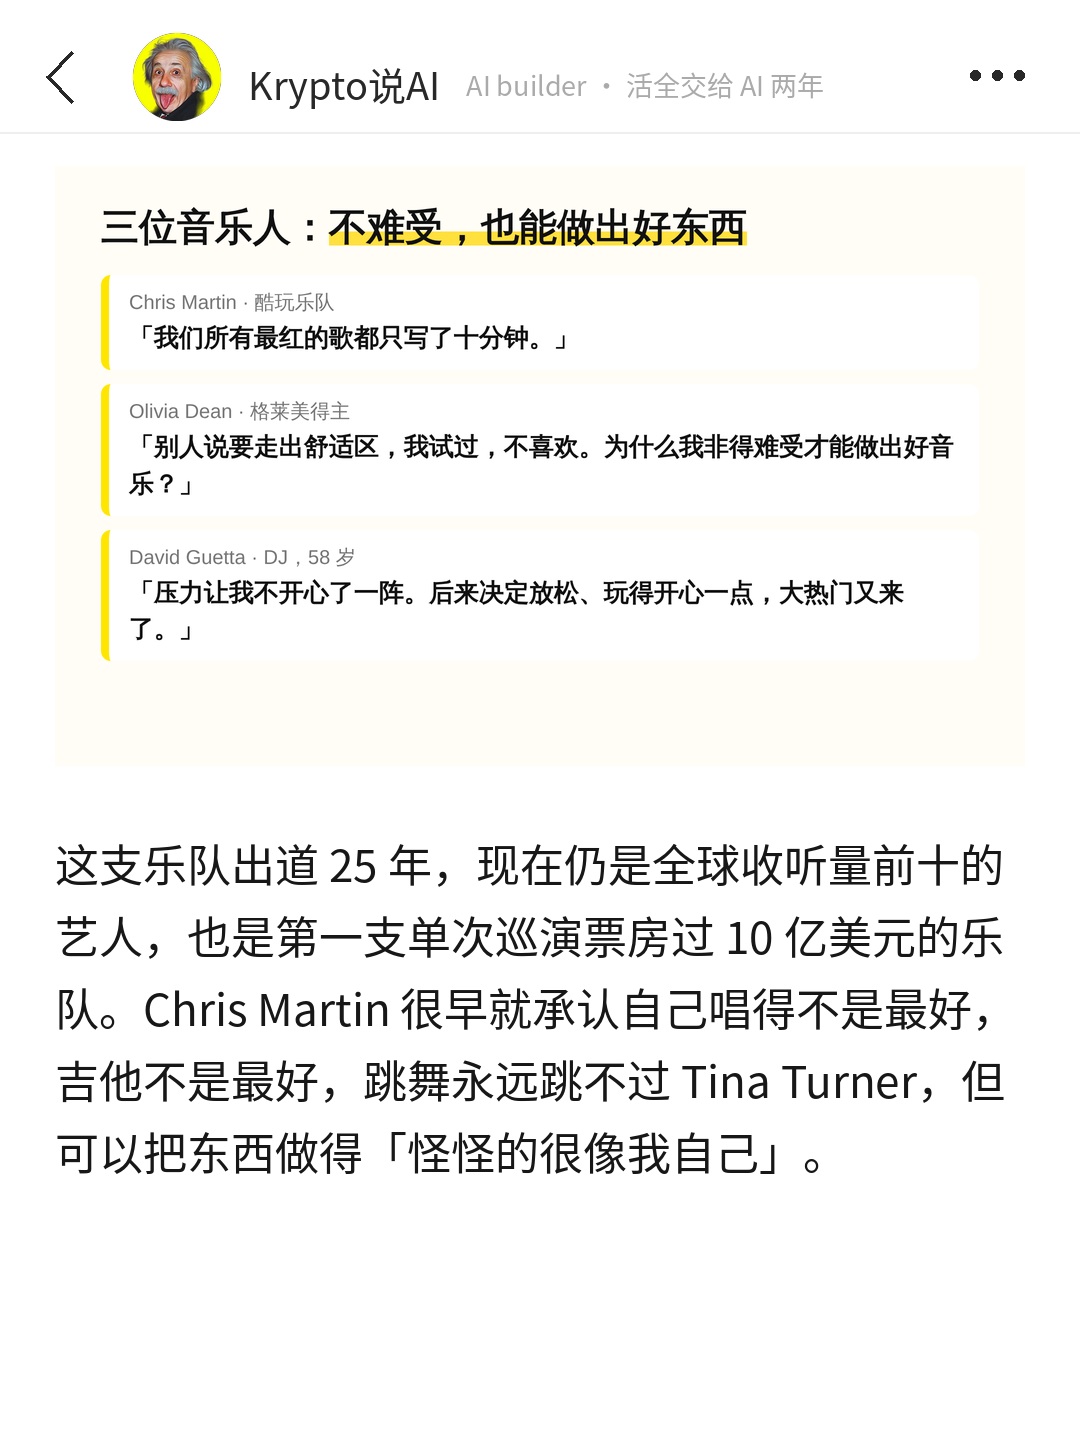 Krypto说AI AI builder · 活全交给 AI 两年
三位音乐人：不难受，也能做出好东西
Chris Martin · 酷玩乐队
「我们所有最红的歌都只写了十分钟。」
Olivia Dean · 格莱美得主
「别人说要走出舒适区，我试过，不喜欢。为什么我非得难受才能做出好音
乐？」
David Guetta · DJ，58 岁
「压力让我不开心了一阵。后来决定放松、玩得开心一点，大热门又来
了。」
这支乐队出道 25 年，现在仍是全球收听量前十的
艺人，也是第一支单次巡演票房过 10 亿美元的乐
队。Chris Martin 很早就承认自己唱得不是最好，
吉他不是最好，跳舞永远跳不过 Tina Turner，但
可以把东西做得「怪怪的很像我自己」。